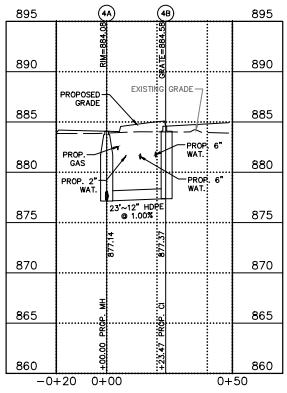 4A
4B
895
895
RIM=884.08
GRATE=884.58
890
890
PROPOSED
GRADE
EXISTING GRADE
885
885
PROP.
GAS
PROP. 6"
WAT.
880
880
PROP. 2"
WAT.
PROP. 6"
WAT.
23'~12" HDPE
@ 1.00%
875
875
877.14
877.37
870
870
865
865
+00.00 PROP. MH
+23.47 PROP. CI
860
860
-0+20
0+00
0+50